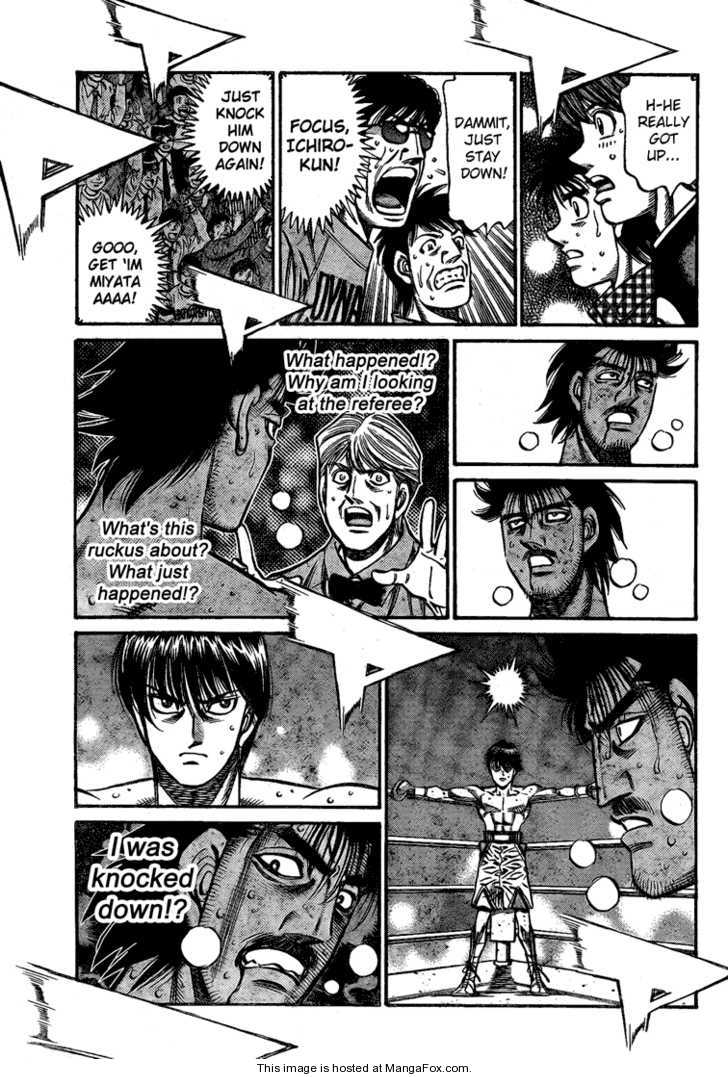 H-HE
REALLY
GOT
UP...
DAMMIT,
JUST
STAY
DOWN!
FOCUS,
ICHIRO-
KUN!
JUST
KNOCK
HIM
DOWN
AGAIN!
GOOO,
GET 'IM
MIYATA
AAAA!
DYNA
What happened!?
Why am I looking
at the referee?
What's this
ruckus about?
What just
happened!?
I was
knocked
down!?
This image is hosted at MangaFox.com.